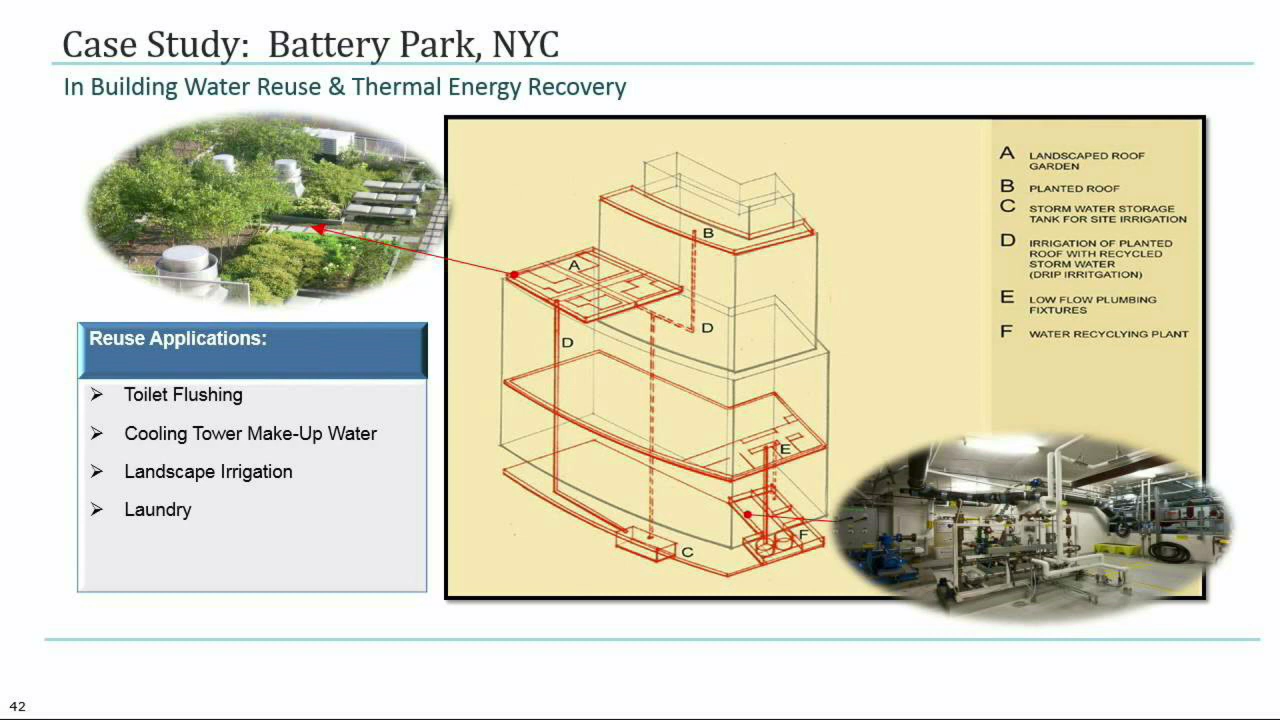 Case Study: Battery Park, NYC
In Building Water Reuse & Thermal Energy Recovery
Reuse Applications:
Toilet Flushing
Cooling Tower Make-Up Water
Landscape Irrigation
Laundry
A
B
D
D
E
F
C
A LANDSCAPED ROOF
GARDEN
B PLANTED ROOF
C STORM WATER STORAGE
TANK FOR SITE IRRIGATION
D IRRIGATION OF PLANTED
ROOF WITH RECYCLED
STORM WATER
(DRIP IRRITGATION)
E LOW FLOW PLUMBING
FIXTURES
F WATER RECYCLYING PLANT
42